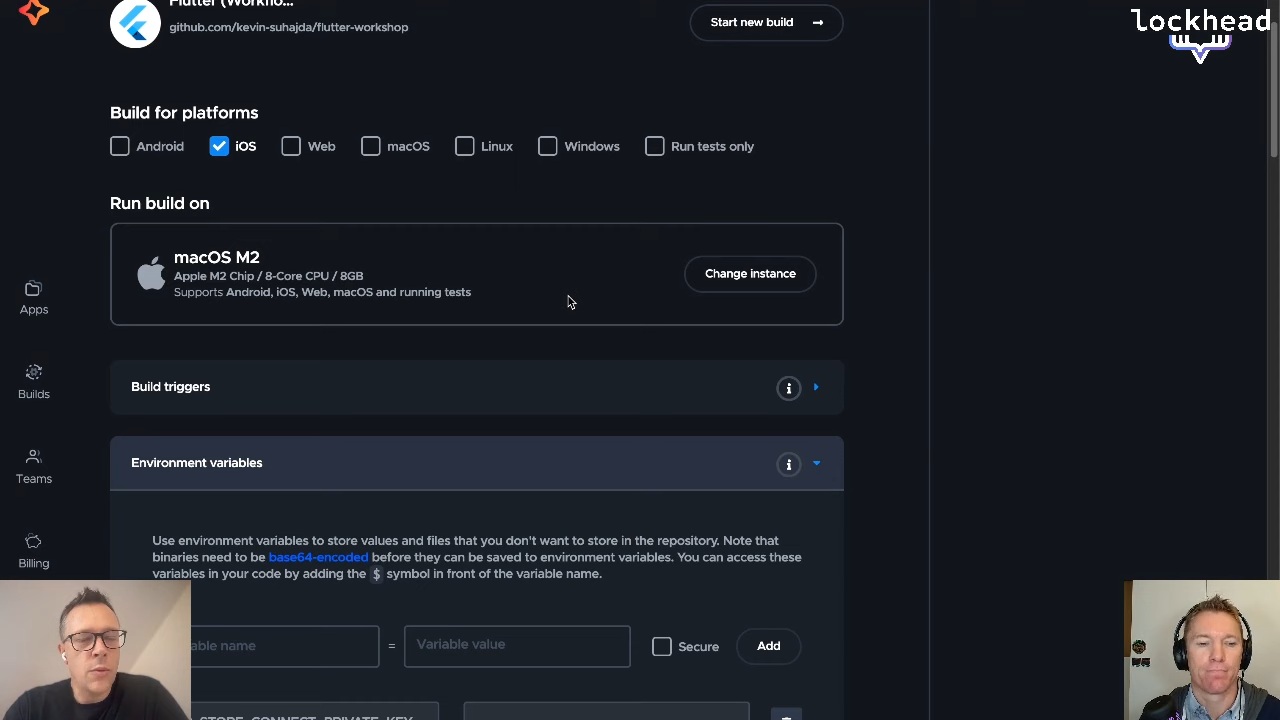 lockhead
Flutter (Workflo...
github.com/kevin-suhajda/flutter-workshop
Start new build
Build for platforms
Android
iOS
Web
macOS
Linux
Windows
Run tests only
Run build on
macOS M2
Apple M2 Chip / 8-Core CPU / 8GB
Supports Android, iOS, Web, macOS and running tests
Change instance
Apps
Build triggers
Builds
Environment variables
Teams
Use environment variables to store values and files that you don't want to store in the repository. Note that
binaries need to be base64-encoded before they can be saved to environment variables. You can access these
variables in your code by adding the $ symbol in front of the variable name.
Billing
able name
=
Variable value
Secure
Add
STORE_CONNECT_PRIVATE_KEY